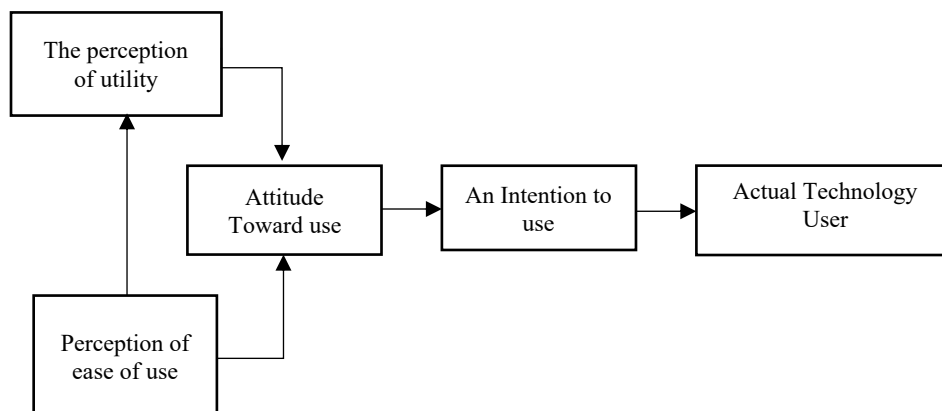 The perception
of utility
Attitude
Toward use
An Intention to
use
Actual Technology
User
Perception of
ease of use